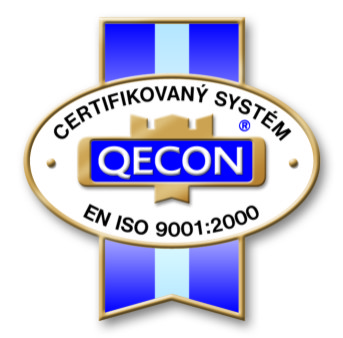 CERTIFIKOVANÝ SYSTÉM
®
QECON
EN ISO 9001:2000